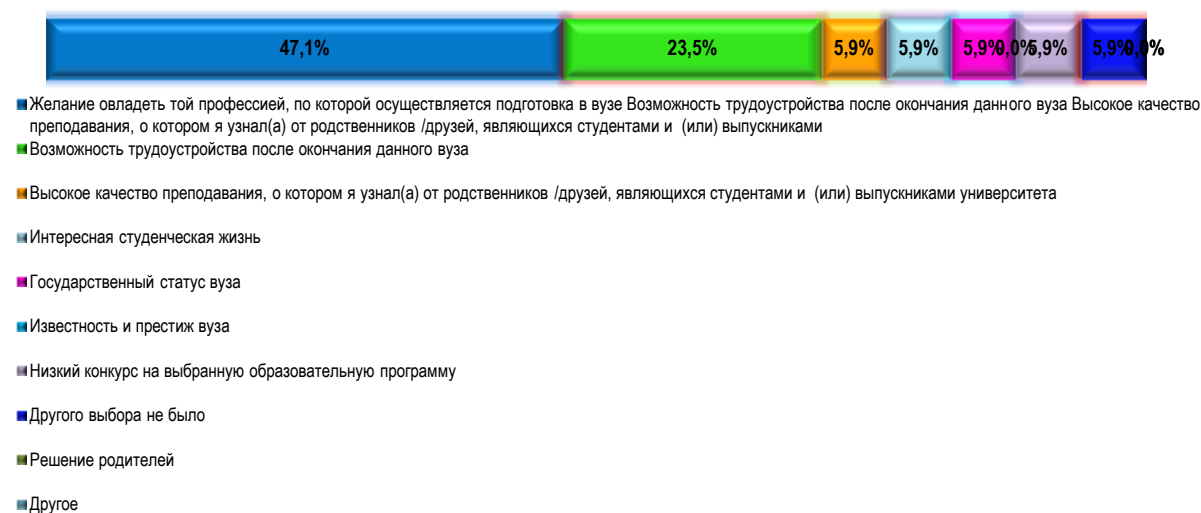 47,1% 23,5% 5,9% 5,9% 5,9% 0,0% 5,9% 5,9% 0,0%
Желание овладеть той профессией, по которой осуществляется подготовка в вузе Возможность трудоустройства после окончания данного вуза Высокое качество
преподавания, о котором я узнал(а) от родственников /друзей, являющихся студентами и (или) выпускниками
Возможность трудоустройства после окончания данного вуза
Высокое качество преподавания, о котором я узнал(а) от родственников /друзей, являющихся студентами и (или) выпускниками университета
Интересная студенческая жизнь
Государственный статус вуза
Известность и престиж вуза
Низкий конкурс на выбранную образовательную программу
Другого выбора не было
Решение родителей
Другое